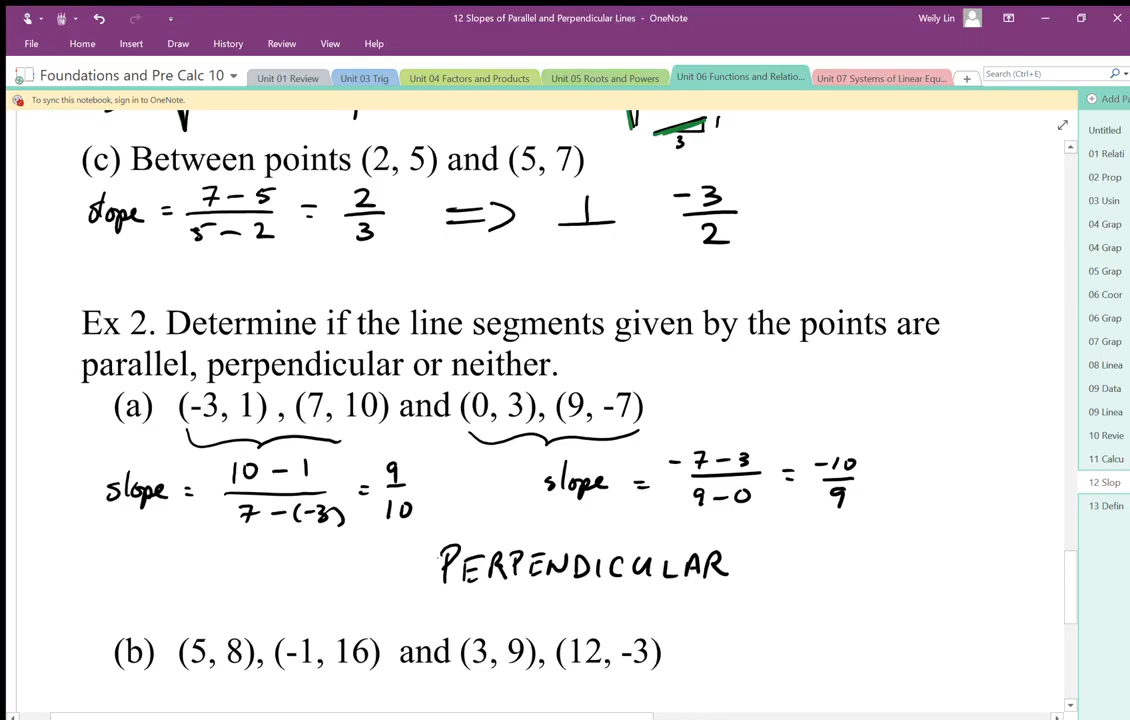 12 Slopes of Parallel and Perpendicular Lines - OneNote
Weily Lin
File Home Insert Draw History Review View Help
Foundations and Pre Calc 10
Unit 01 Review Unit 03 Trig Unit 04 Factors and Products Unit 05 Roots and Powers Unit 06 Functions and Relatio... Unit 07 Systems of Linear Equ...
Search (Ctrl+E)
To sync this notebook, sign in to OneNote.
Add Pa
Untitled
01 Relati
02 Prop
03 Usin
04 Grap
04 Grap
05 Grap
06 Coor
06 Grap
07 Grap
08 Linea
09 Data
09 Linea
10 Revie
11 Calcu
12 Slop
13 Defin
1
3
(c) Between points (2, 5) and (5, 7)
slope = 7 - 5 / 5 - 2 = 2 / 3 => ⊥ -3 / 2
Ex 2. Determine if the line segments given by the points are
parallel, perpendicular or neither.
(a) (-3, 1) , (7, 10) and (0, 3), (9, -7)
slope = 10 - 1 / 7 - (-3) = 9 / 10 slope = -7 - 3 / 9 - 0 = -10 / 9
PERPENDICULAR
(b) (5, 8), (-1, 16) and (3, 9), (12, -3)